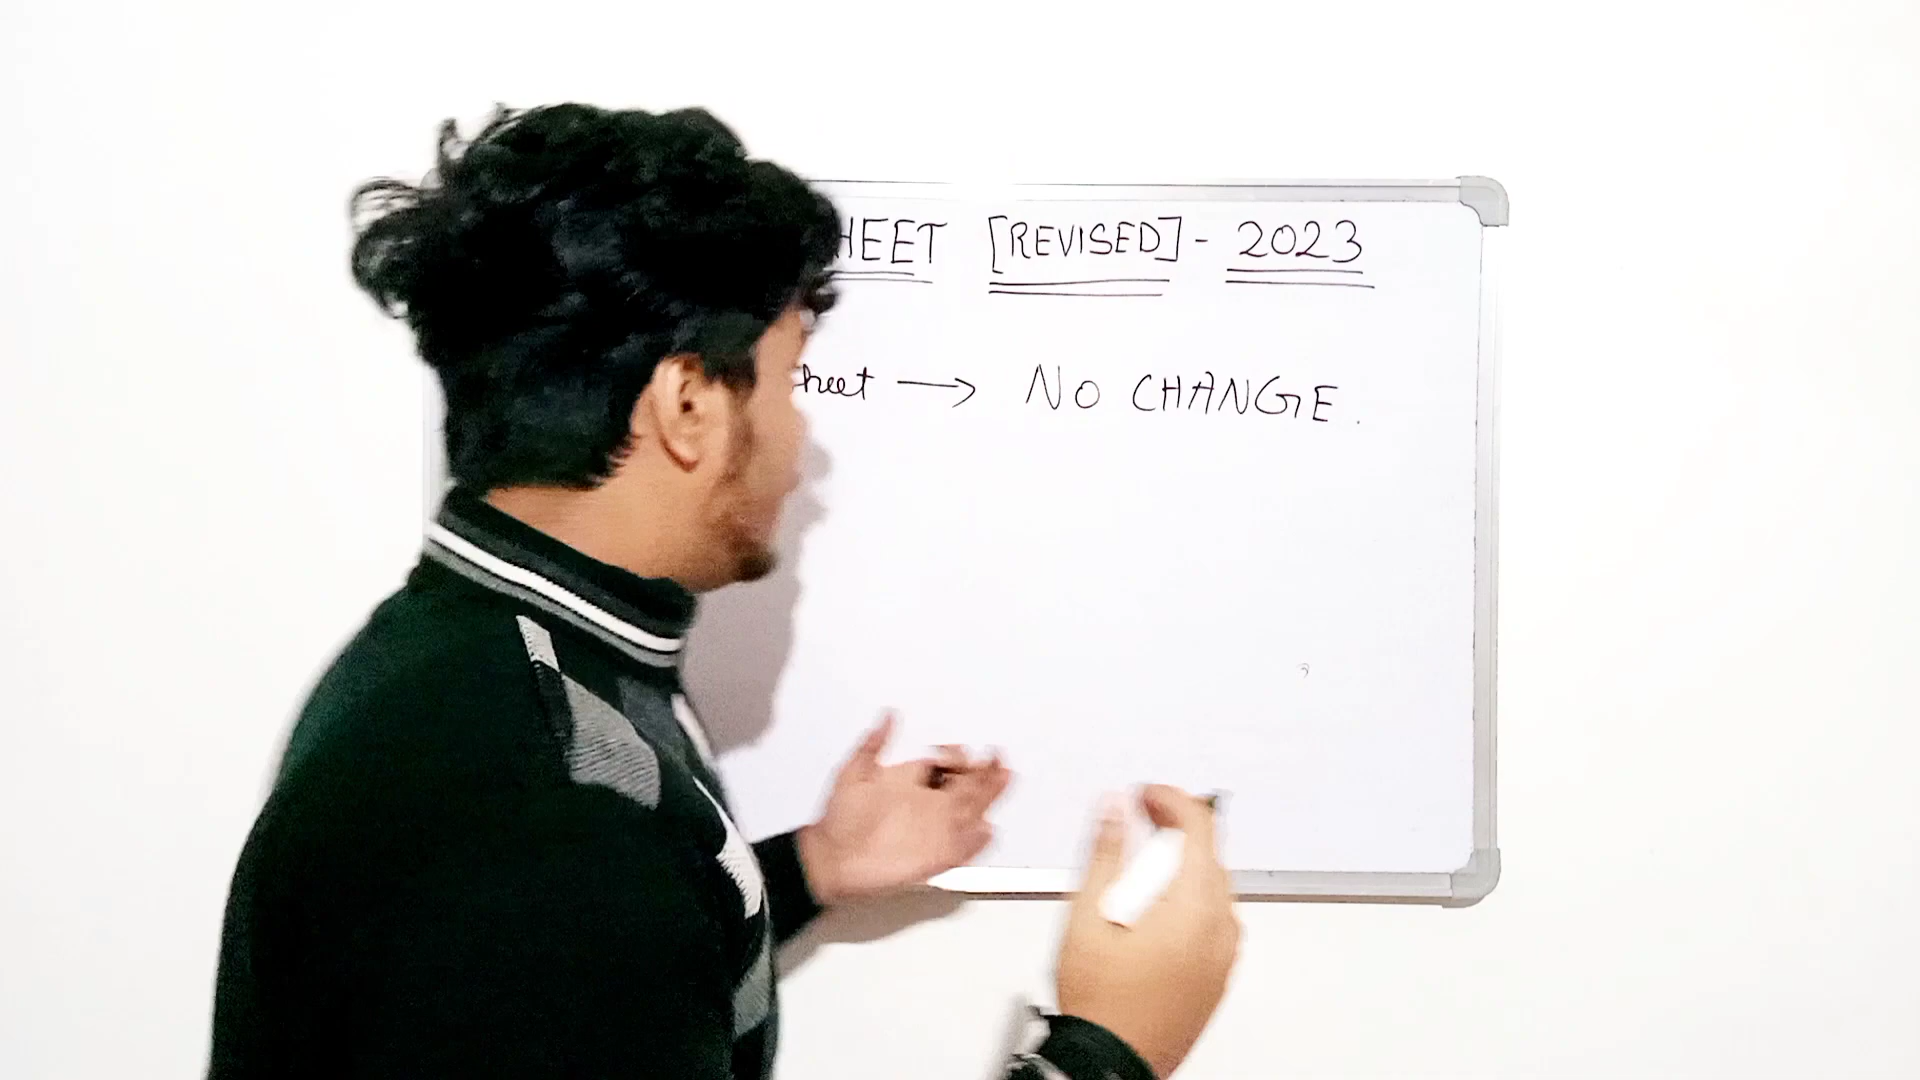 HEET [REVISED] - 2023
heet → NO CHANGE.